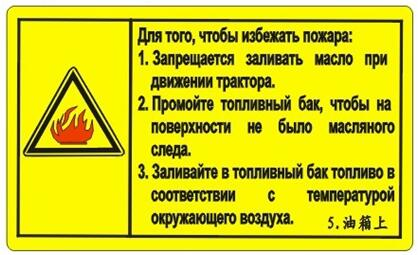 Для того, чтобы избежать пожара:
1. Запрещается заливать масло при
движении трактора.
2. Промойте топливный бак, чтобы на
поверхности не было масляного
следа.
3. Заливайте в топливный бак топливо в
соответствии с температурой
окружающего воздуха.
5.油箱上